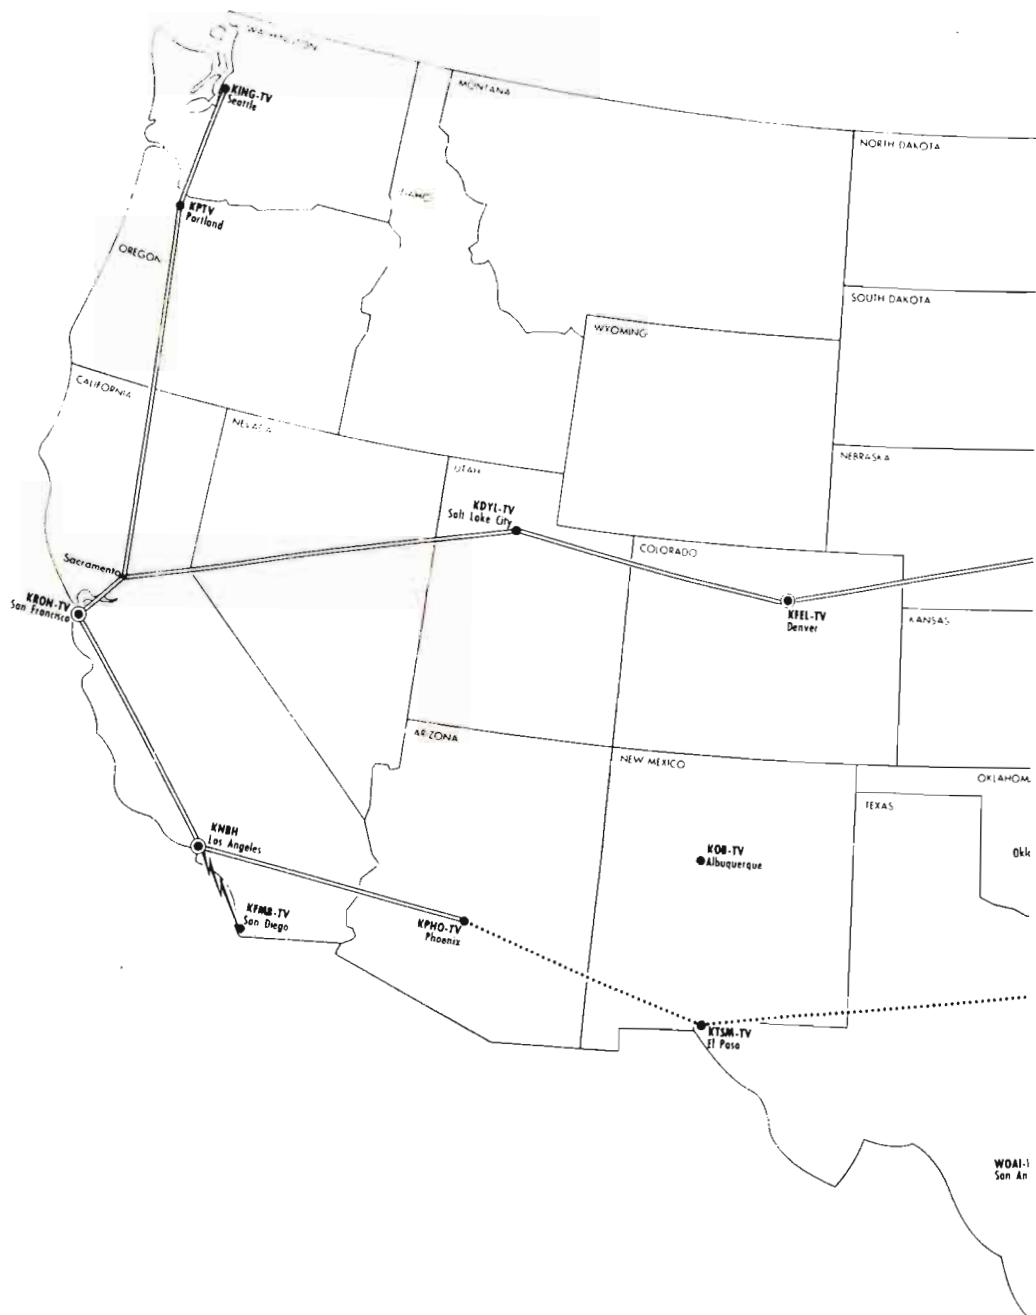 WASHINGTON
KING-TV
Seattle
MONTANA
NORTH DAKOTA
IDAHO
KPTV
Portland
OREGON
SOUTH DAKOTA
WYOMING
CALIFORNIA
NEVADA
UTAH
NEBRASKA
KDYL-TV
Salt Lake City
COLORADO
Sacramento
KRON-TV
San Francisco
KFEL-TV
Denver
KANSAS
ARIZONA
NEW MEXICO
OKLAHOM
TEXAS
KNBH
Los Angeles
KOB-TV
Albuquerque
Okl
KFMB-TV
San Diego
KPHO-TV
Phoenix
KTSM-TV
El Paso
WOAI-
San An